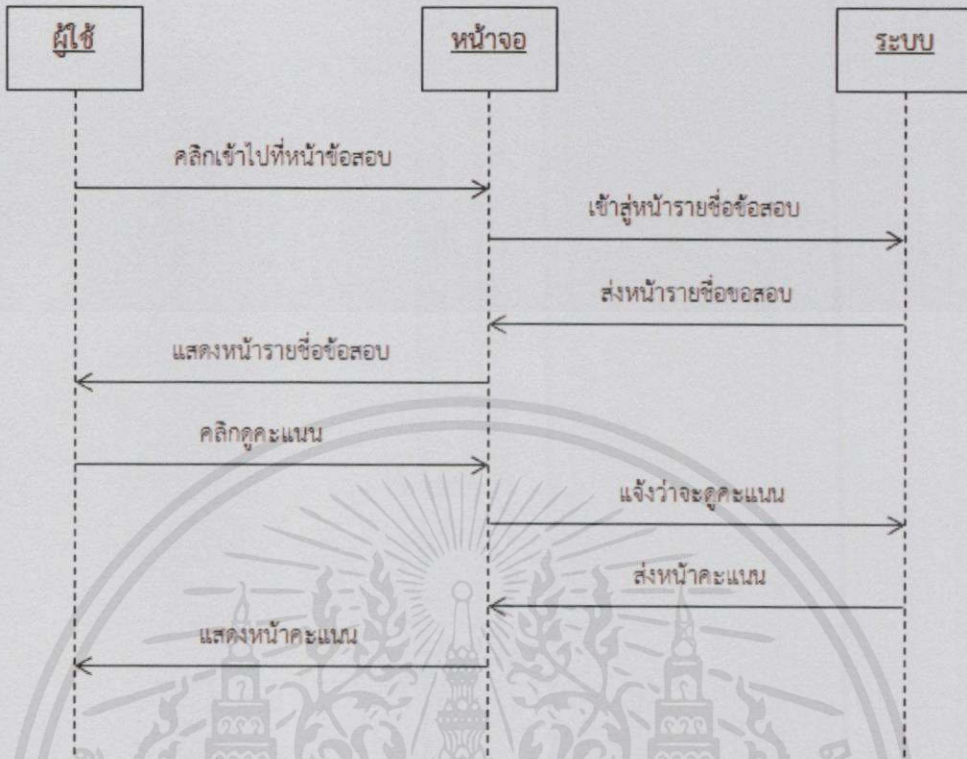 ผู้ใช้
หน้าจอ
ระบบ
คลิกเข้าไปที่หน้าข้อสอบ
เข้าสู่หน้ารายชื่อข้อสอบ
ส่งหน้ารายชื่อขอสอบ
แสดงหน้ารายชื่อข้อสอบ
คลิกดูคะแนน
แจ้งว่าจะดูคะแนน
ส่งหน้าคะแนน
แสดงหน้าคะแนน